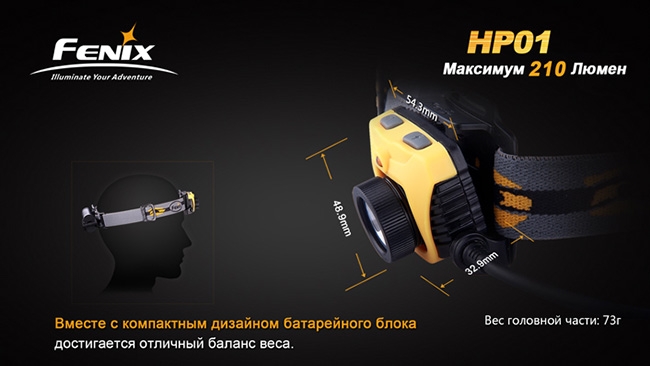 FENIX
Illuminate Your Adventure
HP01
Максимум 210 Люмен
54.3mm
48.9mm
32.9mm
Вместе с компактным дизайном батарейного блока
достигается отличный баланс веса.
Вес головной части: 73г